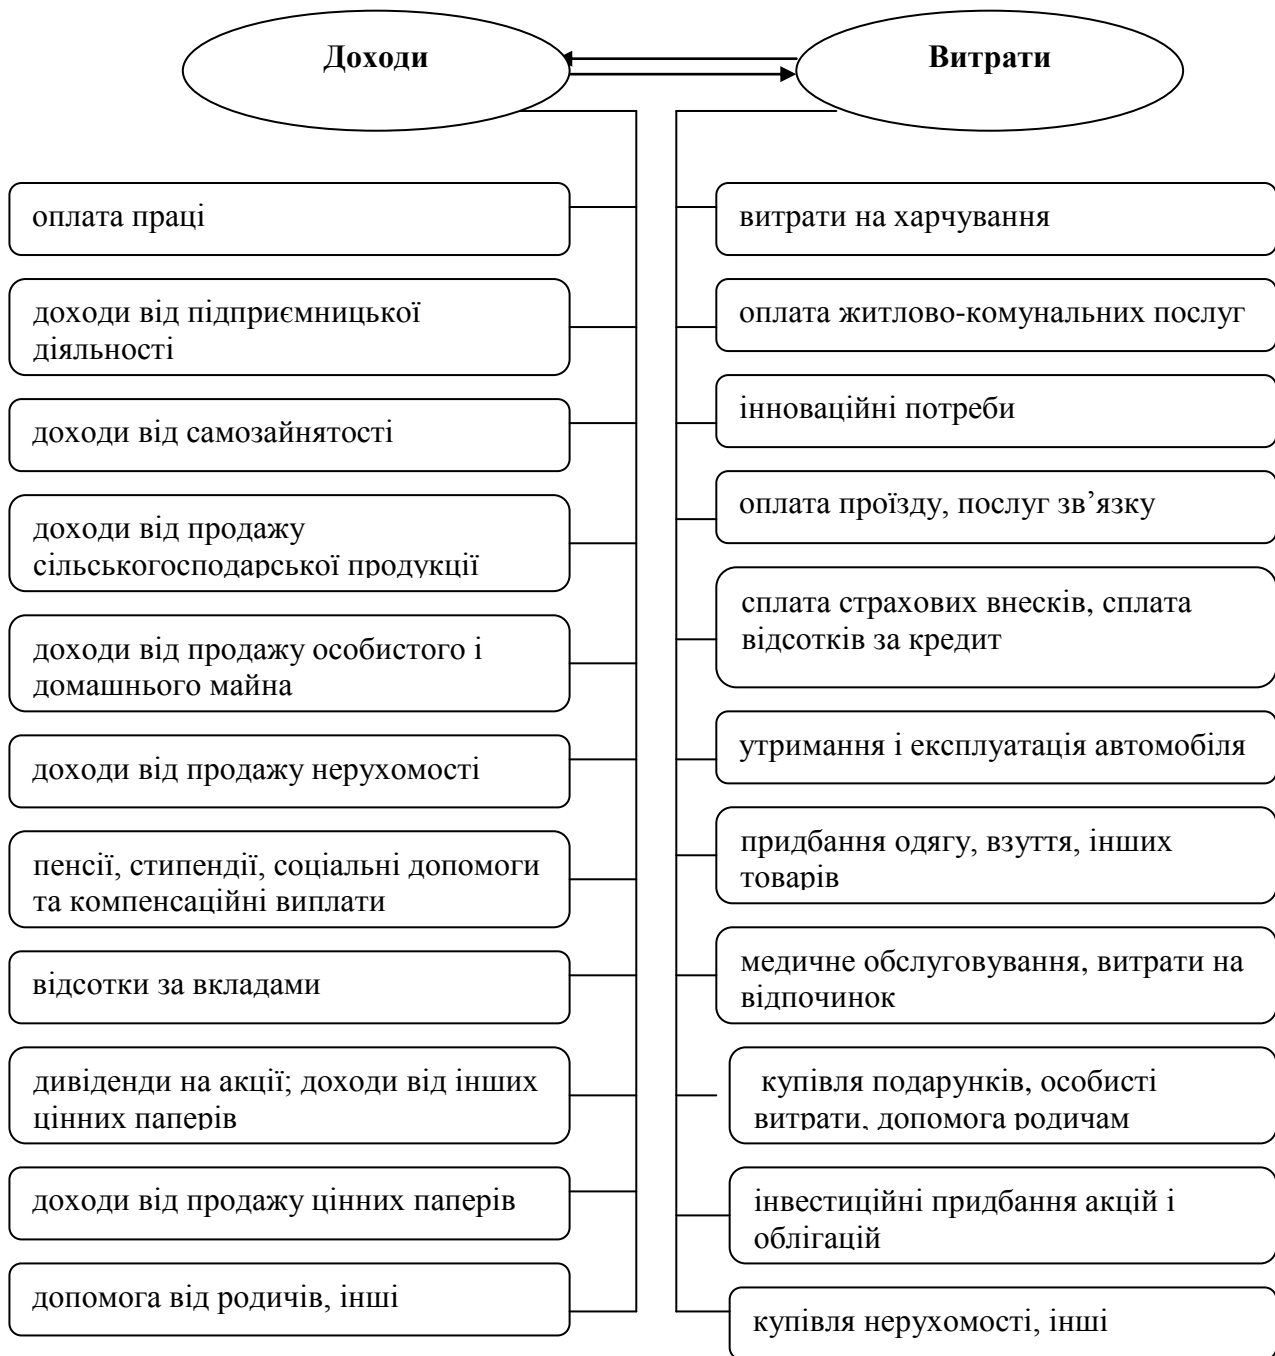 Доходи
Витрати
оплата праці
доходи від підприємницької
діяльності
доходи від самозайнятості
доходи від продажу
сільськогосподарської продукції
доходи від продажу особистого і
домашнього майна
доходи від продажу нерухомості
пенсії, стипендії, соціальні допомоги
та компенсаційні виплати
відсотки за вкладами
дивіденди на акції; доходи від інших
цінних паперів
доходи від продажу цінних паперів
допомога від родичів, інші
витрати на харчування
оплата житлово-комунальних послуг
інноваційні потреби
оплата проїзду, послуг зв’язку
сплата страхових внесків, сплата
відсотків за кредит
утримання і експлуатація автомобіля
придбання одягу, взуття, інших
товарів
медичне обслуговування, витрати на
відпочинок
купівля подарунків, особисті
витрати, допомога родичам
інвестиційні придбання акцій і
облігацій
купівля нерухомості, інші